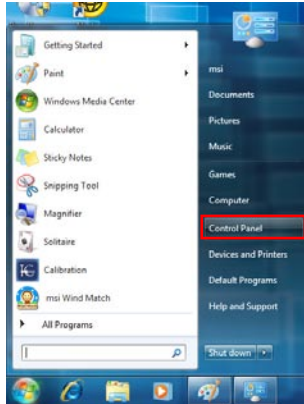 Getting Started
Paint
Windows Media Center
Calculator
Sticky Notes
Snipping Tool
Magnifier
Solitaire
Calibration
msi Wind Match
All Programs
msi
Documents
Pictures
Music
Games
Computer
Control Panel
Devices and Printers
Default Programs
Help and Support
Shut down